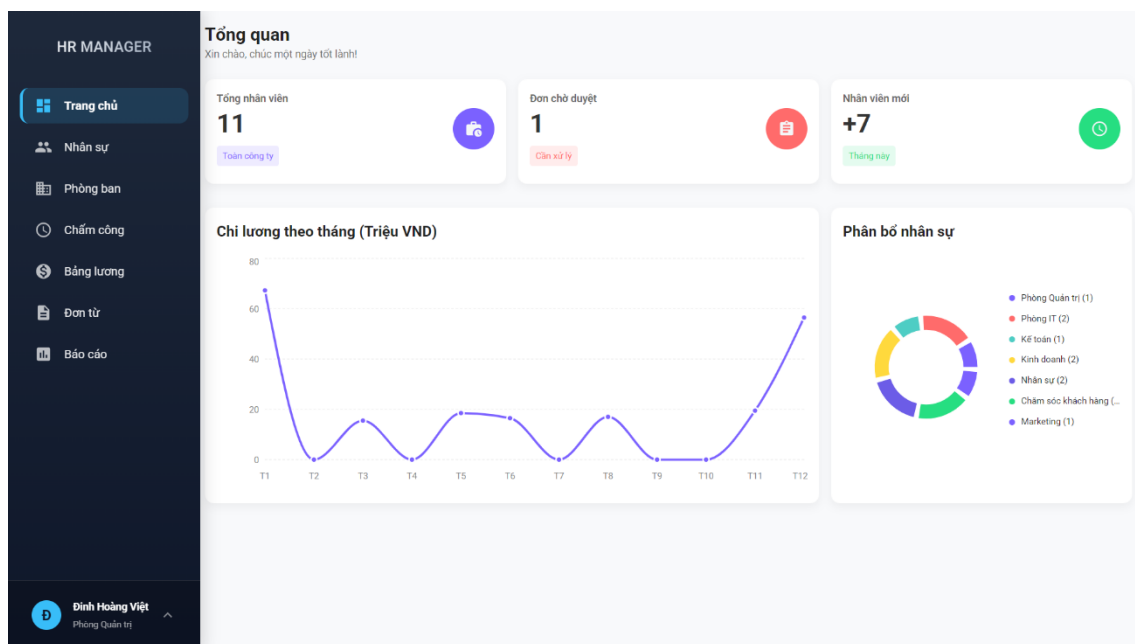 HR MANAGER
Trang chủ
Nhân sự
Phòng ban
Chấm công
Bảng lương
Đơn từ
Báo cáo
Đ
Đinh Hoàng Việt
Phòng Quản trị
Tổng quan
Xin chào, chúc một ngày tốt lành!
Tổng nhân viên
11
Toàn công ty
Đơn chờ duyệt
1
Cần xử lý
Nhân viên mới
+7
Tháng này
Chi lương theo tháng (Triệu VND)
80
60
40
20
0
T1 T2 T3 T4 T5 T6 T7 T8 T9 T10 T11 T12
Phân bổ nhân sự
Phòng Quản trị (1)
Phòng IT (2)
Kế toán (1)
Kinh doanh (2)
Nhân sự (2)
Chăm sóc khách hàng (...
Marketing (1)